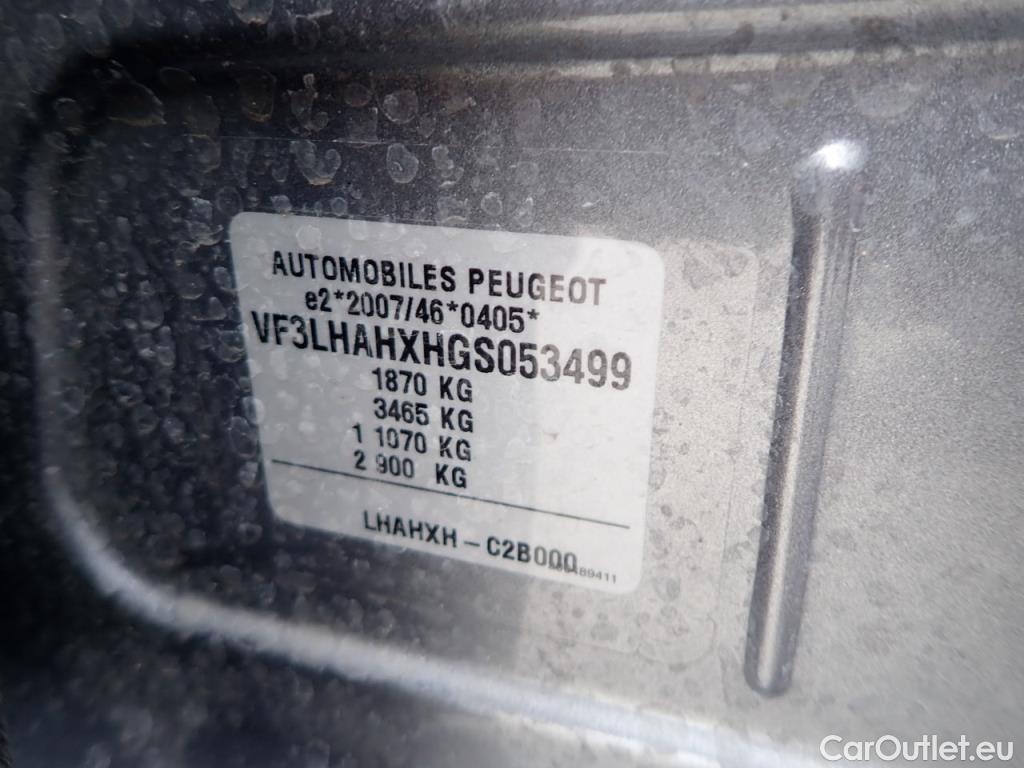 AUTOMOBILES PEUGEOT
e2*2007/46*0405*
VF3LHAHXHGS053499
1870 KG
3465 KG
1 1070 KG
2 900 KG
LHAHXH - C2B000
CarOutlet.eu